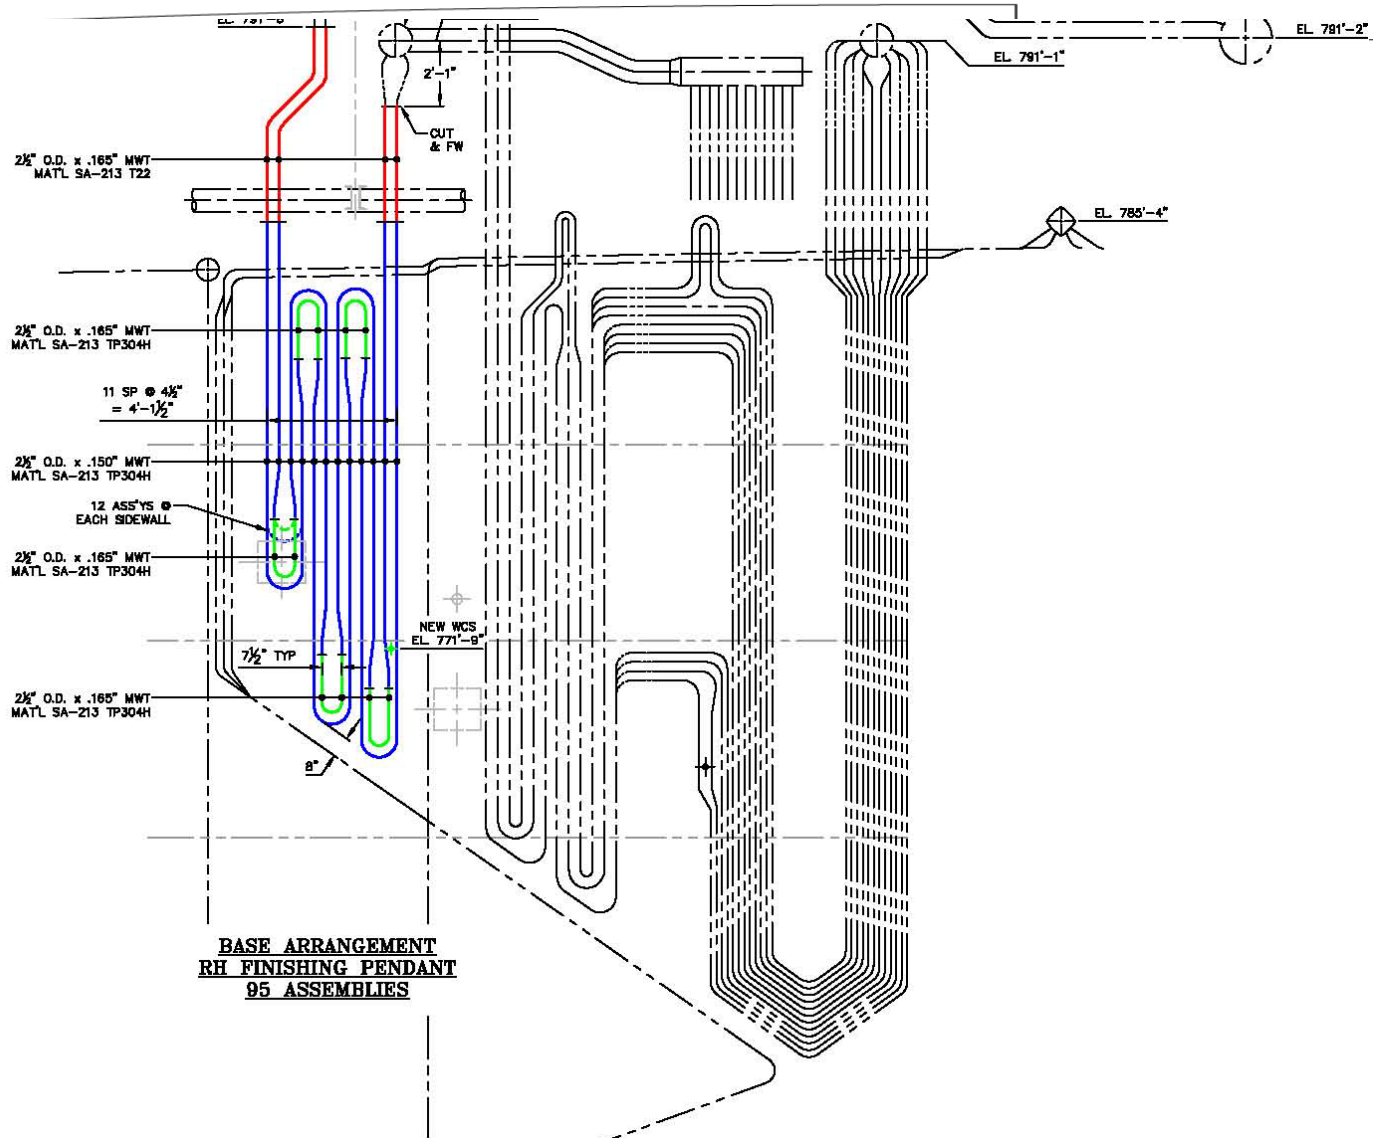 EL. 791'-2"
EL. 791'-1"
2'-1"
CUT
& FW
2½" O.D. x .165" MWT
MAT'L SA-213 T22
EL. 785'-4"
2½" O.D. x .165" MWT
MAT'L SA-213 TP304H
11 SP @ 4½"
= 4'-1½"
2½" O.D. x .150" MWT
MAT'L SA-213 TP304H
12 ASS'YS @
EACH SIDEWALL
2½" O.D. x .165" MWT
MAT'L SA-213 TP304H
NEW WCS
EL. 771'-9"
7½" TYP
2½" O.D. x .165" MWT
MAT'L SA-213 TP304H
8"
BASE ARRANGEMENT
RH FINISHING PENDANT
95 ASSEMBLIES